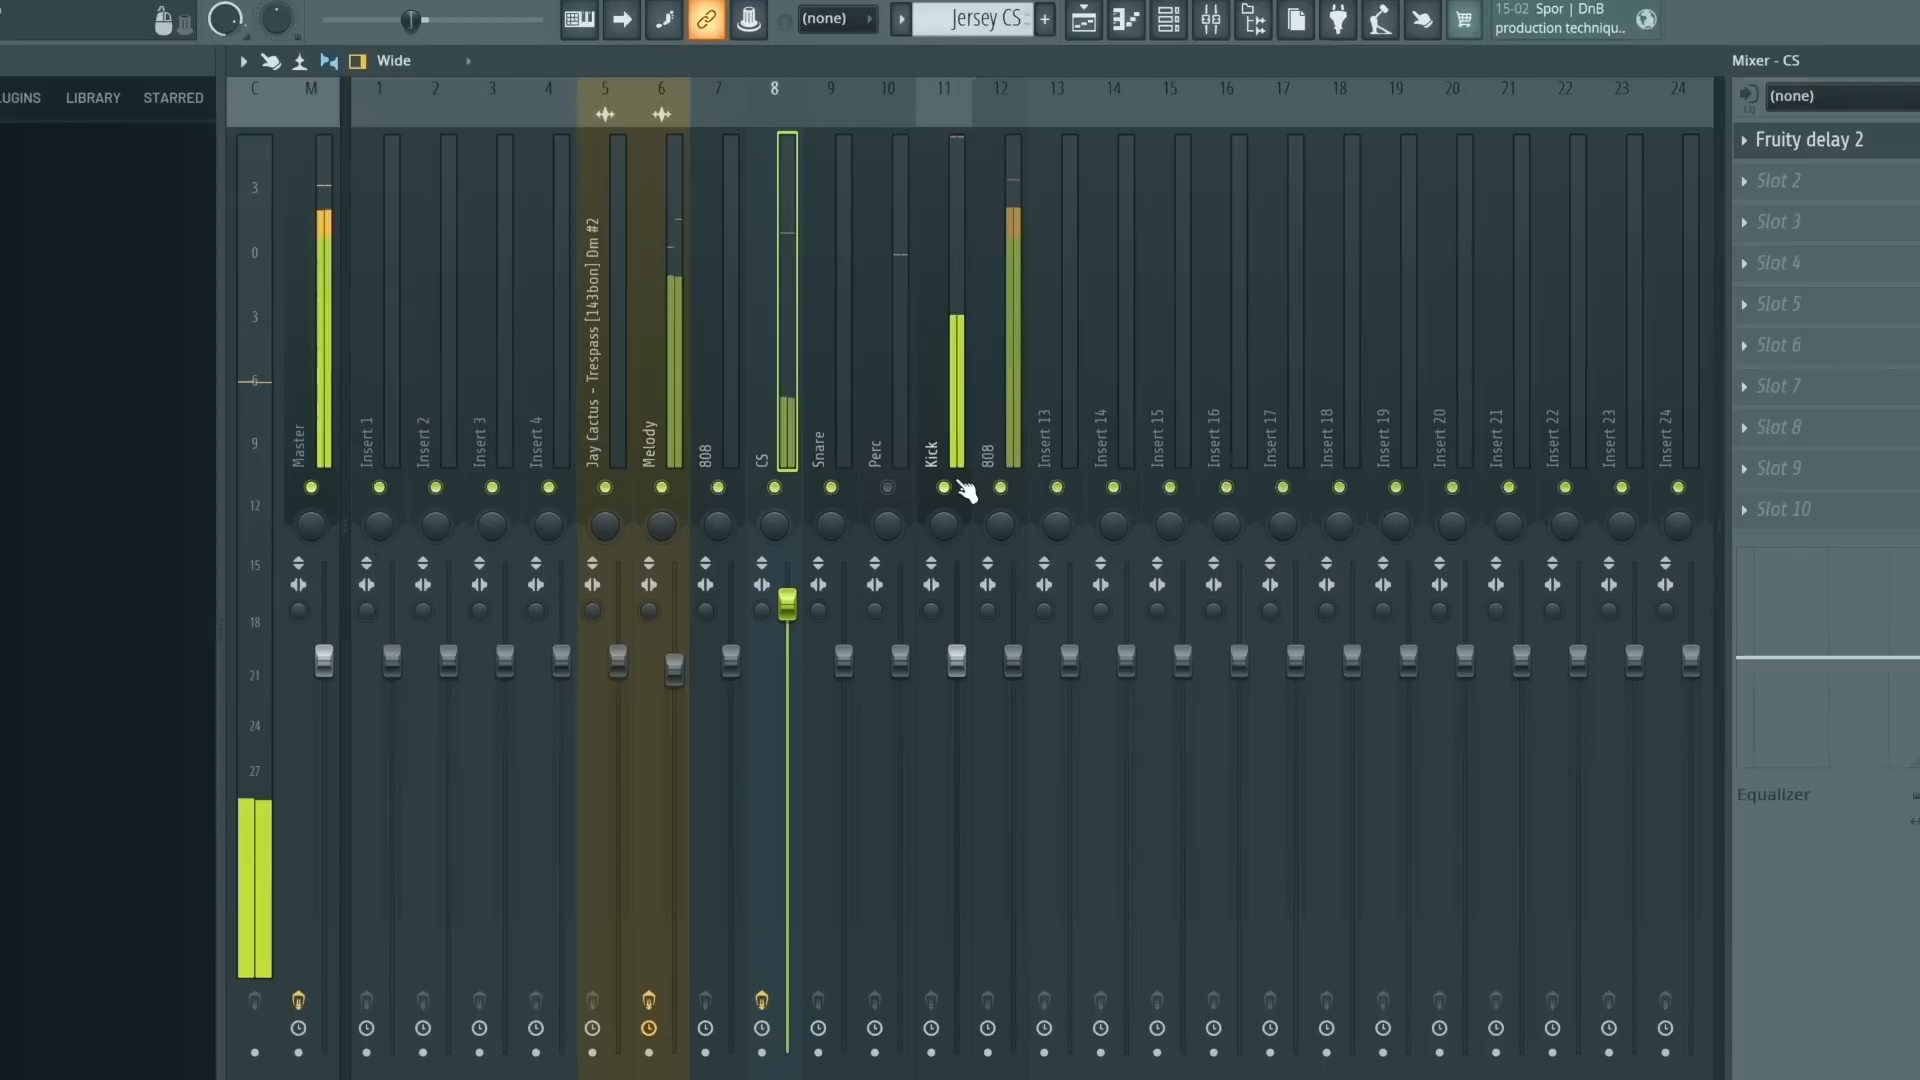 (none)
Jersey CS
+
15-02 Spor | DnB
production techniqu..
Wide
Mixer - CS
LIBRARY
STARRED
C
M
1
2
3
4
5
6
7
8
9
10
11
12
13
14
15
16
17
18
19
20
21
22
23
24
(none)
Fruity delay 2
Slot 2
Slot 3
Slot 4
Slot 5
Slot 6
Slot 7
Slot 8
Slot 9
Slot 10
3
0
3
6
9
12
15
18
21
24
27
Master
Insert 1
Insert 2
Insert 3
Insert 4
Jay Cactus - Trespass [143bon] Dm #2
Melody
808
CS
Snare
Perc
Kick
808
Insert 13
Insert 14
Insert 15
Insert 16
Insert 17
Insert 18
Insert 19
Insert 20
Insert 21
Insert 22
Insert 23
Insert 24
Equalizer